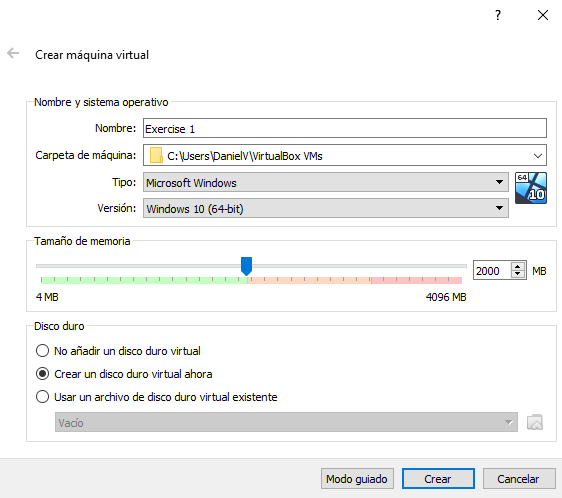 ?
Crear máquina virtual
Nombre y sistema operativo
Nombre: Exercise 1
Carpeta de máquina: C:\Users\DanielV\VirtualBox VMs
Tipo: Microsoft Windows
64
10
Versión: Windows 10 (64-bit)
Tamaño de memoria
2000 MB
4 MB 4096 MB
Disco duro
No añadir un disco duro virtual
Crear un disco duro virtual ahora
Usar un archivo de disco duro virtual existente
Vacío
Modo guiado Crear Cancelar